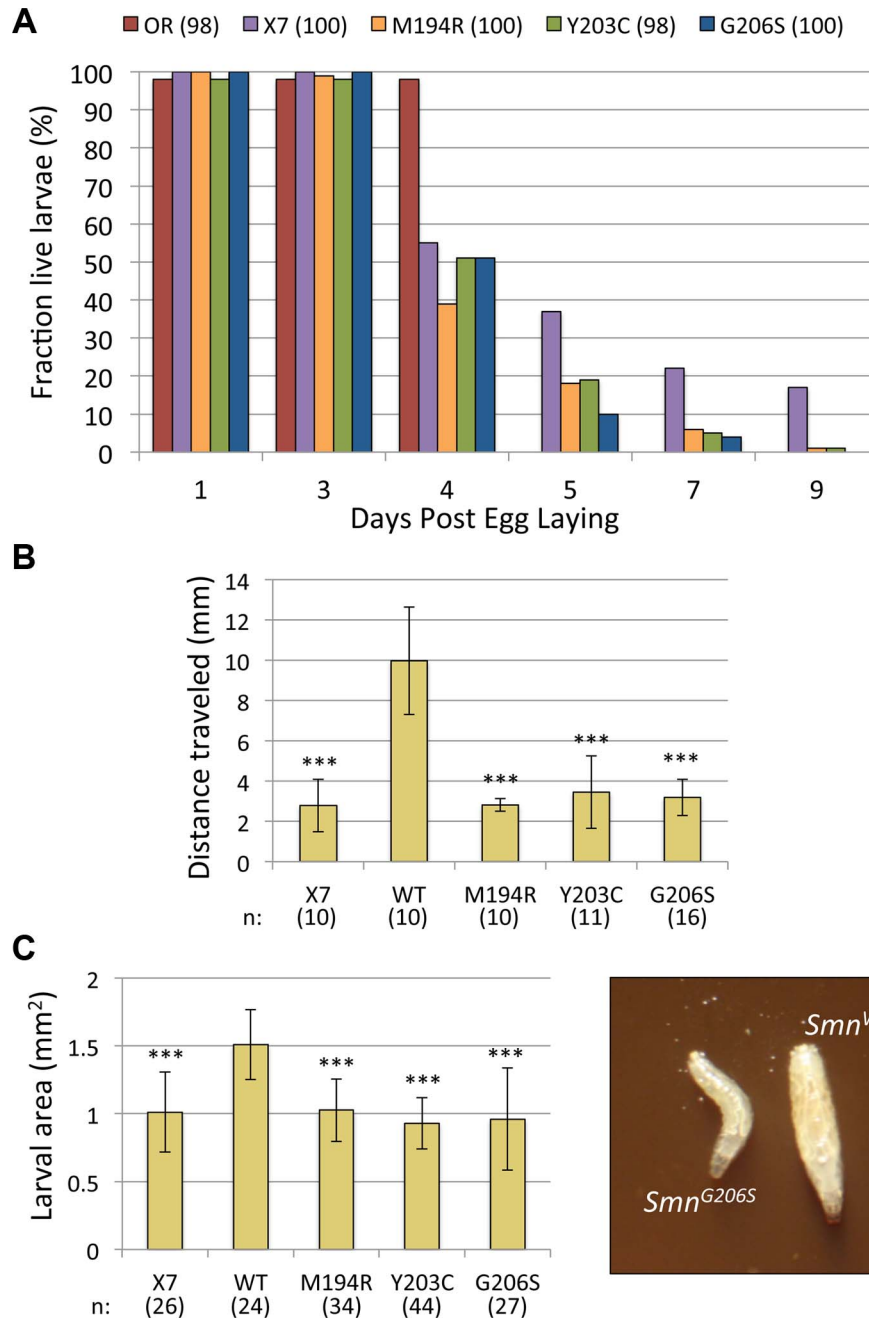 A
OR (98) X7 (100) M194R (100) Y203C (98) G206S (100)
Fraction live larvae (%)
100
90
80
70
60
50
40
30
20
10
0
1 3 4 5 7 9
Days Post Egg Laying
B
Distance traveled (mm)
14
12
10
8
6
4
2
0
*** *** *** ***
X7 WT M194R Y203C G206S
n: (10) (10) (10) (11) (16)
C
Larval area (mm²)
2
1.5
1
0.5
0
*** *** *** ***
X7 WT M194R Y203C G206S
n: (26) (24) (34) (44) (27)
Smn
Smn^G206S